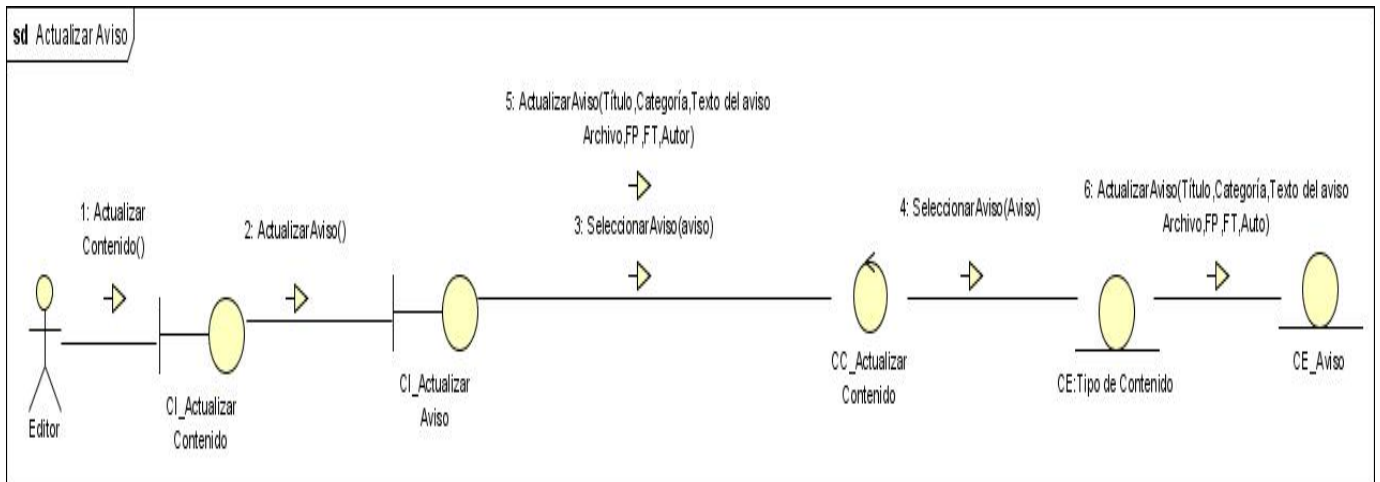 sd Actualizar Aviso
5: ActualizarAviso(Título,Categoría,Texto del aviso
Archivo,FP,FT,Autor)
1: Actualizar
Contenido()
2: ActualizarAviso()
3: SeleccionarAviso(aviso)
4: SeleccionarAviso(Aviso)
6: ActualizarAviso(Título,Categoría,Texto del aviso
Archivo,FP,FT,Auto)
Editor
CI_Actualizar
Contenido
CI_Actualizar
Aviso
CC_Actualizar
Contenido
CE:Tipo de Contenido
CE_Aviso